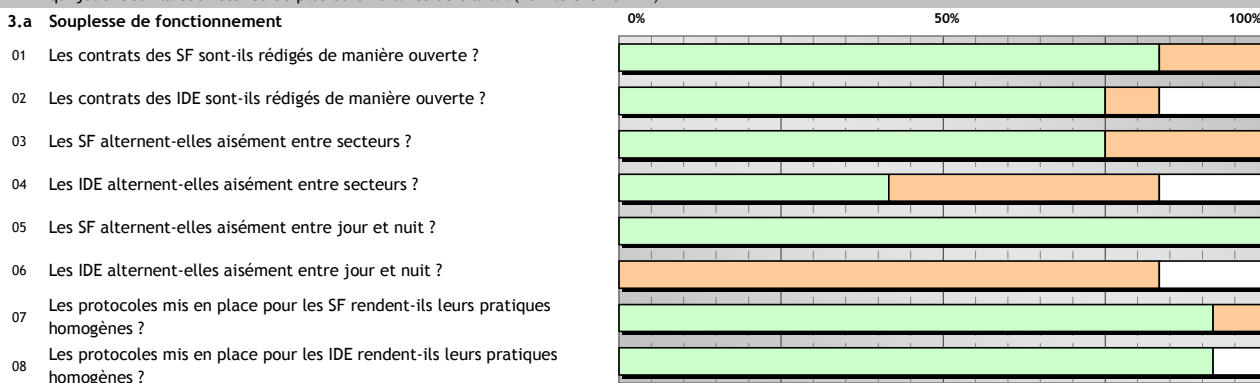 3.a Souplesse de fonctionnement 0% 50% 100%
01 Les contrats des SF sont-ils rédigés de manière ouverte ?
02 Les contrats des IDE sont-ils rédigés de manière ouverte ?
03 Les SF alternent-elles aisément entre secteurs ?
04 Les IDE alternent-elles aisément entre secteurs ?
05 Les SF alternent-elles aisément entre jour et nuit ?
06 Les IDE alternent-elles aisément entre jour et nuit ?
07 Les protocoles mis en place pour les SF rendent-ils leurs pratiques
homogènes ?
08 Les protocoles mis en place pour les IDE rendent-ils leurs pratiques
homogènes ?